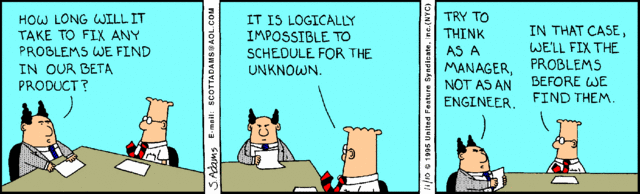 HOW LONG WILL IT
TAKE TO FIX ANY
PROBLEMS WE FIND
IN OUR BETA
PRODUCT?
IT IS LOGICALLY
IMPOSSIBLE TO
SCHEDULE FOR THE
UNKNOWN.
E-mail: SCOTTADAMS@AOL.COM
S.Adams
TRY TO
THINK
AS A
MANAGER,
NOT AS AN
ENGINEER.
IN THAT CASE,
WE'LL FIX THE
PROBLEMS
BEFORE WE
FIND THEM.
11/10 © 1995 United Feature Syndicate, Inc.(NYC)